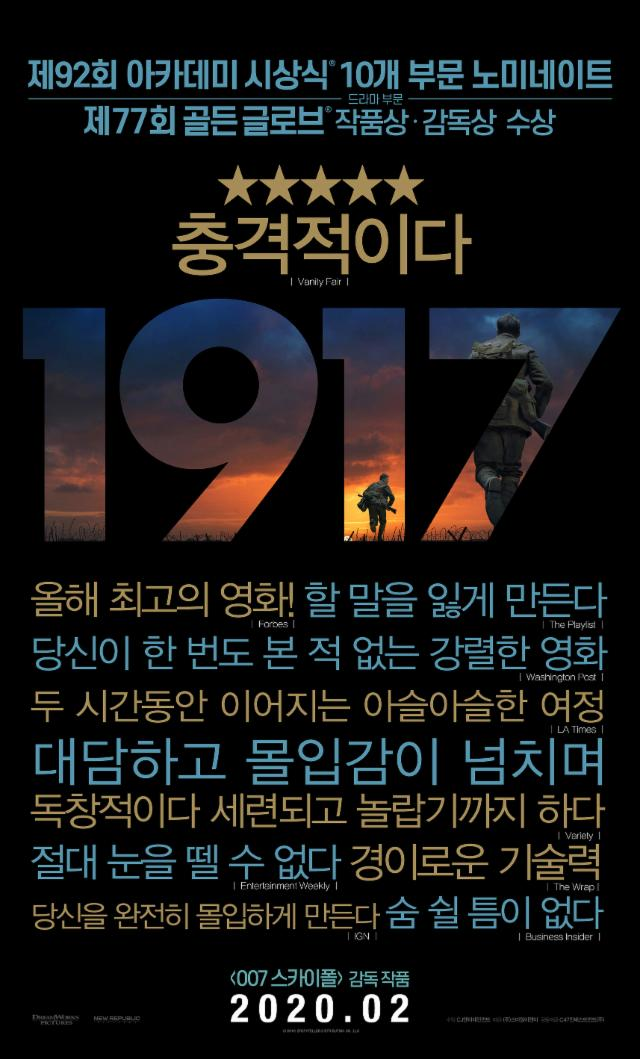 제92회 아카데미 시상식® 10개 부문 노미네이트
드라마 부문
제77회 골든 글로브® 작품상·감독상 수상
★★★★★
충격적이다
| Vanity Fair |
1917
올해 최고의 영화! 할 말을 잃게 만든다
| Forbes | | The Playlist |
당신이 한 번도 본 적 없는 강렬한 영화
| Washington Post |
두 시간동안 이어지는 아슬아슬한 여정
| LA Times |
대담하고 몰입감이 넘치며
독창적이다 세련되고 놀랍기까지 하다
| Variety |
절대 눈을 뗄 수 없다 경이로운 기술력
| Entertainment Weekly | | The Wrap |
당신을 완전히 몰입하게 만든다 숨 쉴 틈이 없다
| IGN | | Business Insider |
<007 스카이폴> 감독 작품
2020.02
DREAMWORKS PICTURES NEW REPUBLIC